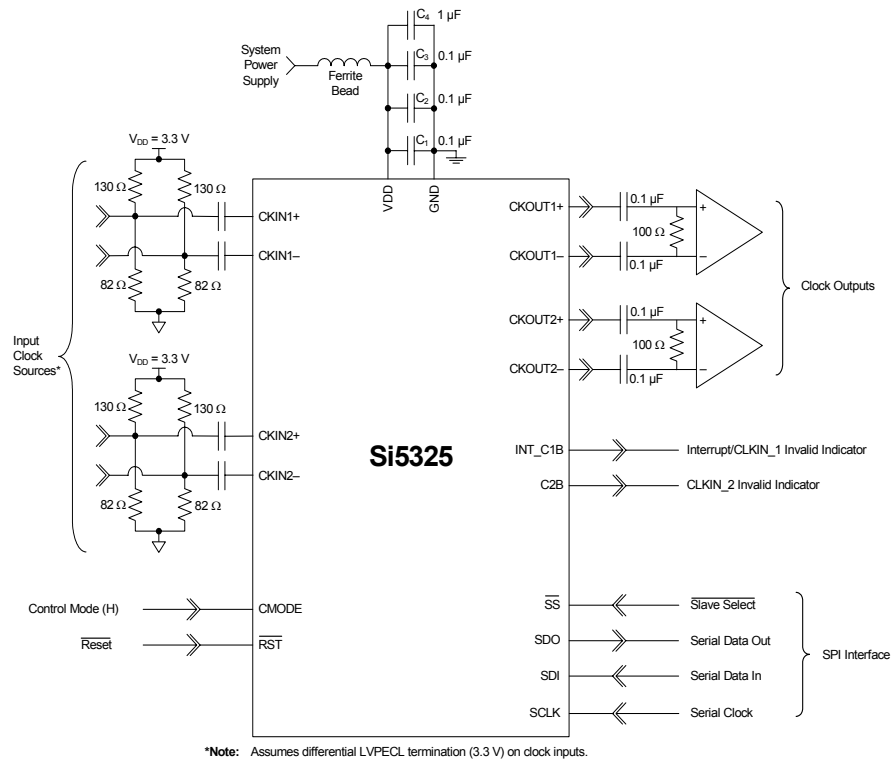 C4 1 µF
System
Power
Supply
Ferrite
Bead
C3 0.1 µF
C2 0.1 µF
C1 0.1 µF
VDD = 3.3 V
130 Ω
130 Ω
82 Ω
82 Ω
VDD
GND
CKIN1+
CKIN1–
Input
Clock
Sources*
VDD = 3.3 V
130 Ω
130 Ω
82 Ω
82 Ω
CKIN2+
CKIN2–
Control Mode (H)
CMODE
Reset
RST
Si5325
CKOUT1+
0.1 µF
+
100 Ω
CKOUT1–
0.1 µF
–
CKOUT2+
0.1 µF
+
100 Ω
CKOUT2–
0.1 µF
–
Clock Outputs
INT_C1B
Interrupt/CLKIN_1 Invalid Indicator
C2B
CLKIN_2 Invalid Indicator
SS
Slave Select
SDO
Serial Data Out
SDI
Serial Data In
SCLK
Serial Clock
SPI Interface
*Note: Assumes differential LVPECL termination (3.3 V) on clock inputs.